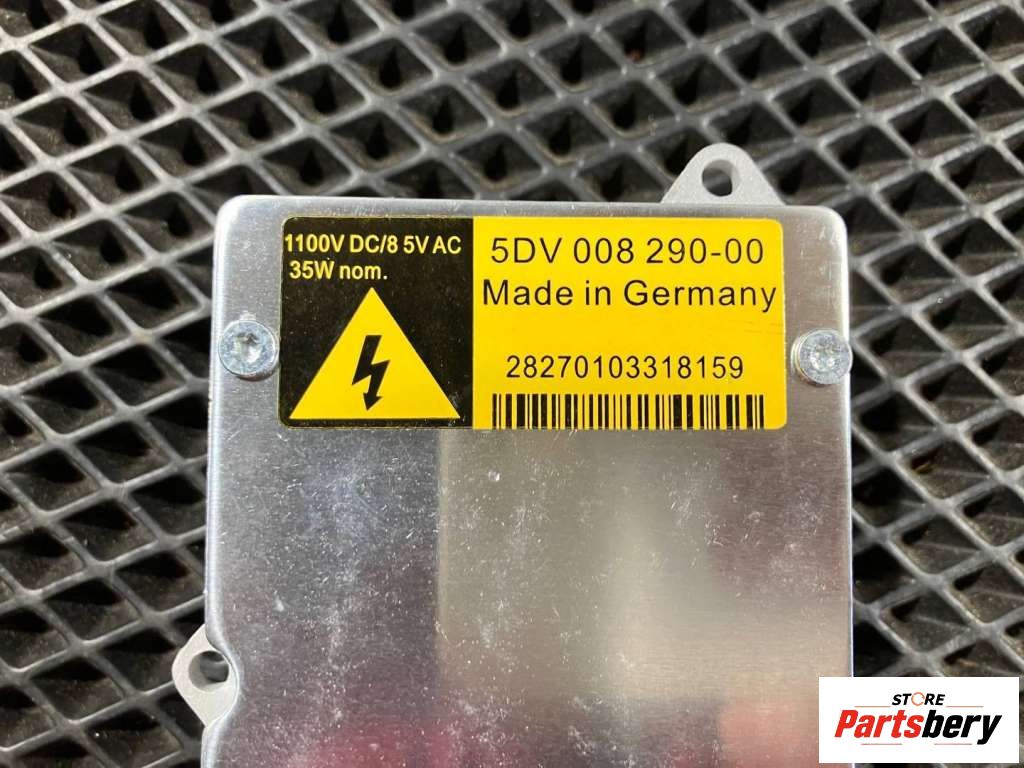 1100V DC/8 5V AC
35W nom.
5DV 008 290-00
Made in Germany
28270103318159
STORE
Partsbery